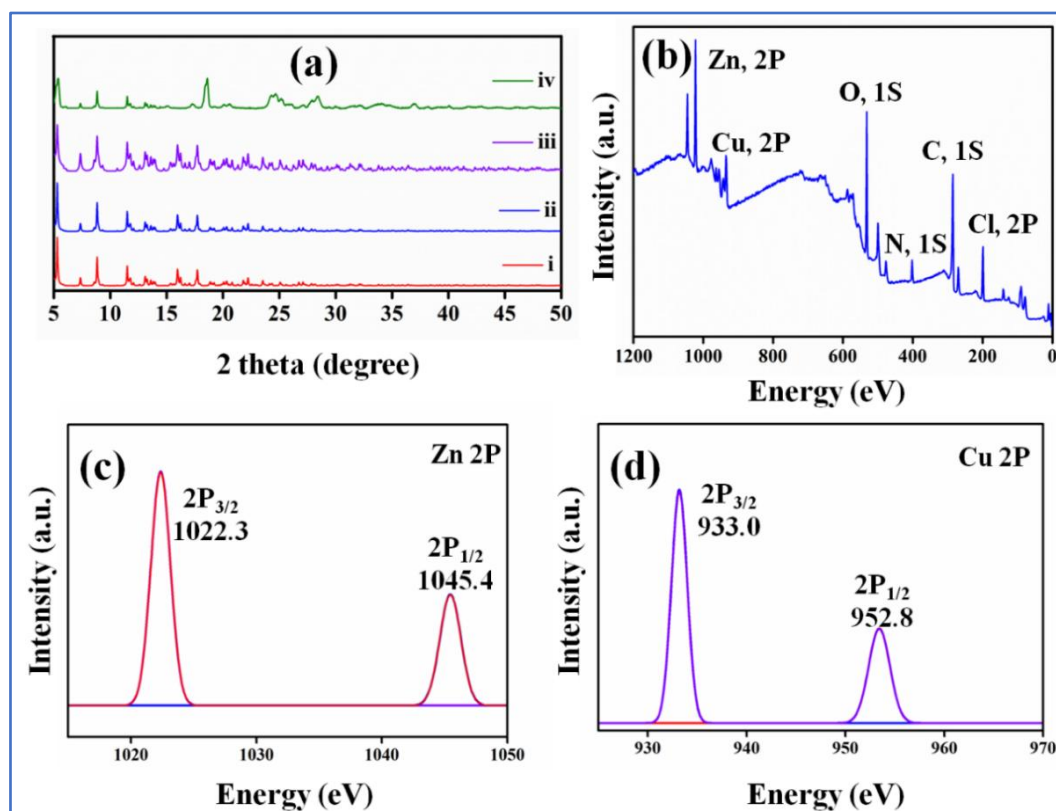 (a)
iv
iii
ii
i
5 10 15 20 25 30 35 40 45 50
2 theta (degree)
(b)
Zn, 2P
Cu, 2P
O, 1S
N, 1S
C, 1S
Cl, 2P
Intensity (a.u.)
1200 1000 800 600 400 200 0
Energy (eV)
(c)
Zn 2P
2P3/2
1022.3
2P1/2
1045.4
Intensity (a.u.)
1020 1030 1040 1050
Energy (eV)
(d)
Cu 2P
2P3/2
933.0
2P1/2
952.8
Intensity (a.u.)
930 940 950 960 970
Energy (eV)